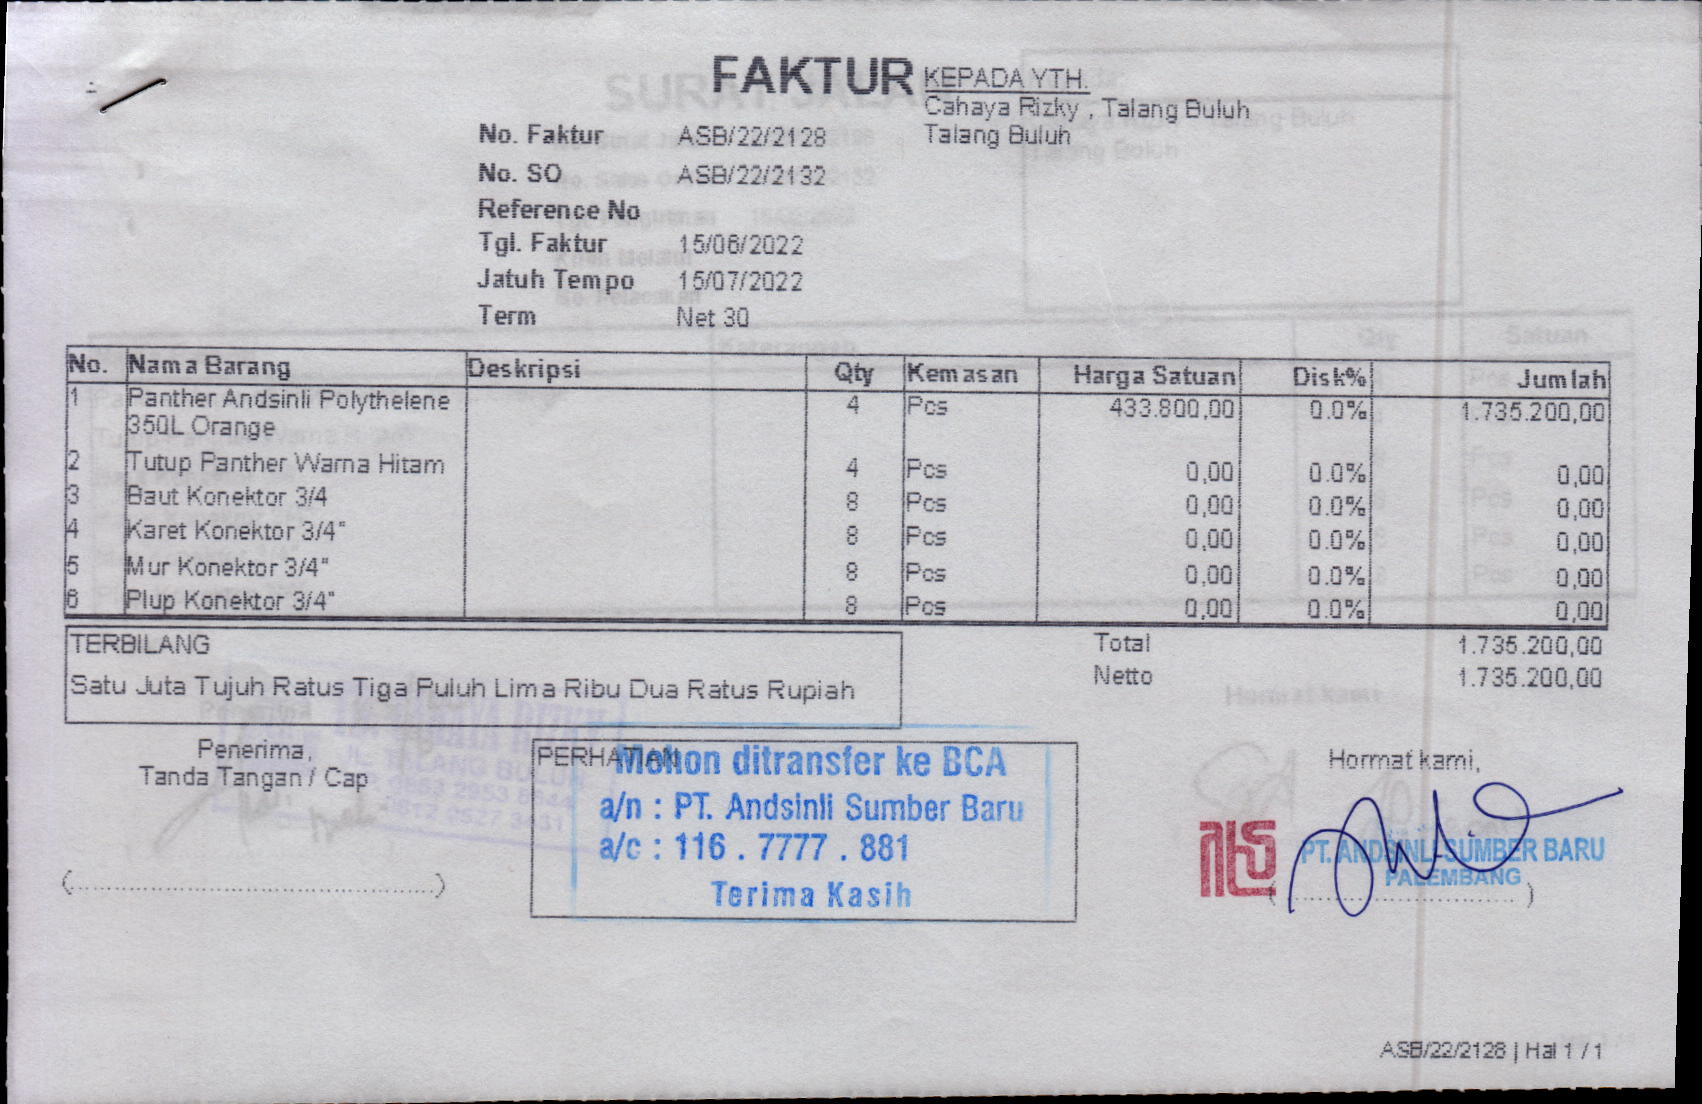 FAKTUR
KEPADA YTH.
Cahaya Rizky , Talang Buluh
Talang Buluh
No. Faktur ASB/22/2128
No. SO ASB/22/2132
Reference No
Tgl. Faktur 15/06/2022
Jatuh Tempo 15/07/2022
Term Net 30
No. Nama Barang Deskripsi Qty Kemasan Harga Satuan Disk% Jumlah
1 Panther Andsinli Polythelene 4 Pcs 433.800,00 0.0% 1.735.200,00
350L Orange
2 Tutup Panther Warna Hitam 4 Pcs 0,00 0.0% 0,00
3 Baut Konektor 3/4 8 Pcs 0,00 0.0% 0,00
4 Karet Konektor 3/4" 8 Pcs 0,00 0.0% 0,00
5 Mur Konektor 3/4" 8 Pcs 0,00 0.0% 0,00
6 Plup Konektor 3/4" 8 Pcs 0,00 0.0% 0,00
TERBILANG
Satu Juta Tujuh Ratus Tiga Puluh Lima Ribu Dua Ratus Rupiah
Total 1.735.200,00
Netto 1.735.200,00
Penerima,
Tanda Tangan / Cap
PERHATIAN
Mohon ditransfer ke BCA
a/n : PT. Andsinli Sumber Baru
a/c : 116 . 7777 . 881
Terima Kasih
Hormat kami,
PT. ANDSINLI SUMBER BARU
PALEMBANG
ASB/22/2128 | Hal 1 / 1